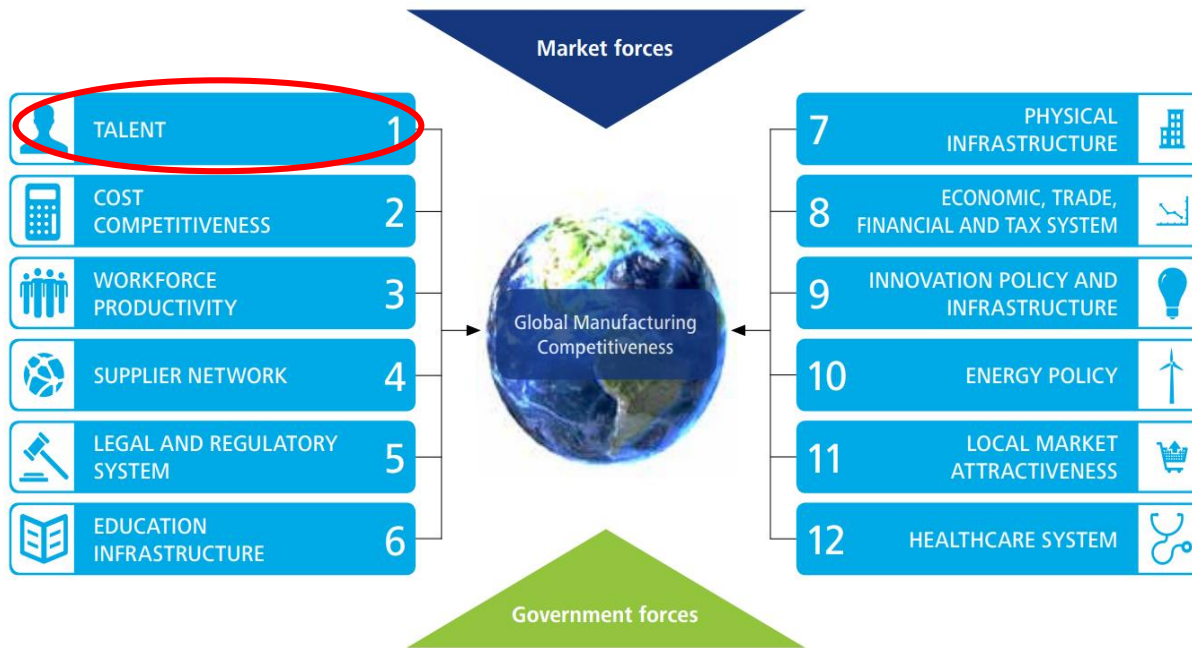 Market forces
TALENT 1
COST
COMPETITIVENESS 2
WORKFORCE
PRODUCTIVITY 3
SUPPLIER NETWORK 4
LEGAL AND REGULATORY
SYSTEM 5
EDUCATION
INFRASTRUCTURE 6
Global Manufacturing
Competitiveness
7 PHYSICAL
INFRASTRUCTURE
8 ECONOMIC, TRADE,
FINANCIAL AND TAX SYSTEM
9 INNOVATION POLICY AND
INFRASTRUCTURE
10 ENERGY POLICY
11 LOCAL MARKET
ATTRACTIVENESS
12 HEALTHCARE SYSTEM
Government forces